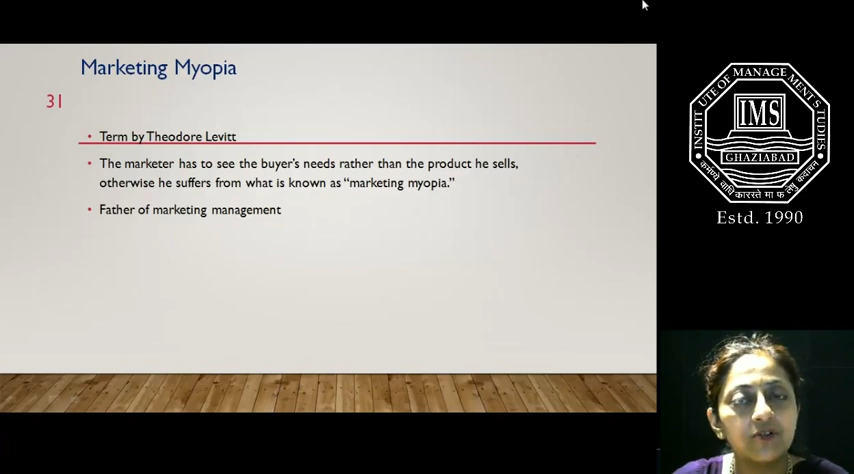 Marketing Myopia
31
• Term by Theodore Levitt
• The marketer has to see the buyer's needs rather than the product he sells,
otherwise he suffers from what is known as “marketing myopia.”
• Father of marketing management
INSTITUTE OF MANAGEMENT STUDIES
IMS
GHAZIABAD
Estd. 1990